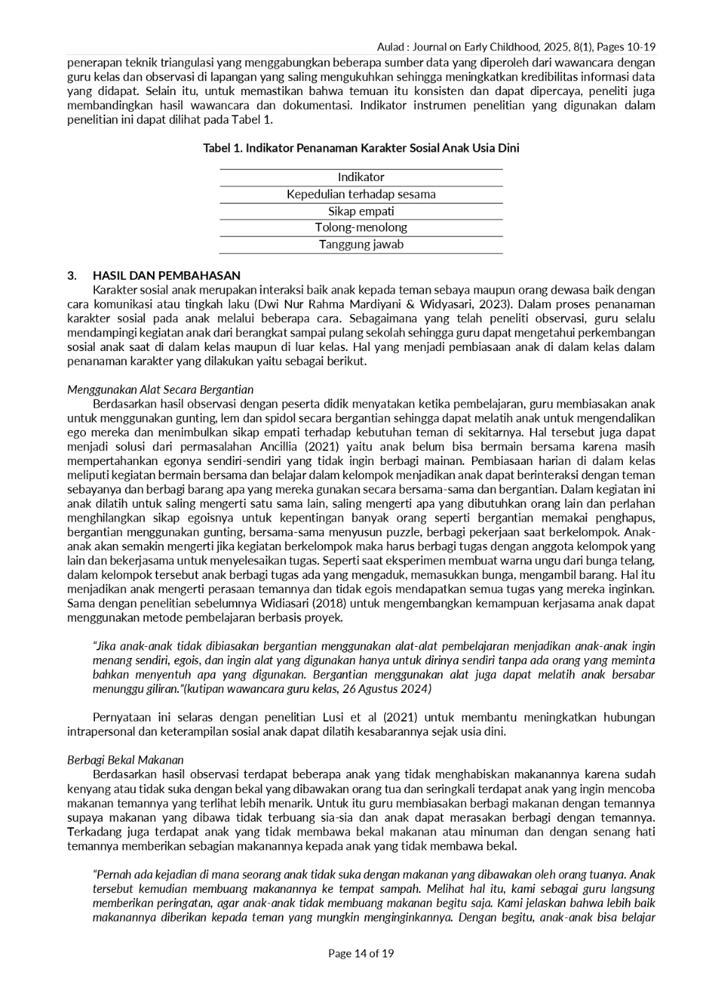 Aulad : Journal on Early Childhood, 2025, 8(1), Pages 10-19
penerapan teknik triangulasi yang menggabungkan beberapa sumber data yang diperoleh dari wawancara dengan
guru kelas dan observasi di lapangan yang saling mengukuhkan sehingga meningkatkan kredibilitas informasi data
yang didapat. Selain itu, untuk memastikan bahwa temuan itu konsisten dan dapat dipercaya, peneliti juga
membandingkan hasil wawancara dan dokumentasi. Indikator instrumen penelitian yang digunakan dalam
penelitian ini dapat dilihat pada Tabel 1.
Tabel 1. Indikator Penanaman Karakter Sosial Anak Usia Dini
Indikator
Kepedulian terhadap sesama
Sikap empati
Tolong-menolong
Tanggung jawab
3. HASIL DAN PEMBAHASAN
Karakter sosial anak merupakan interaksi baik anak kepada teman sebaya maupun orang dewasa baik dengan
cara komunikasi atau tingkah laku (Dwi Nur Rahma Mardiyani & Widyasari, 2023). Dalam proses penanaman
karakter sosial pada anak melalui beberapa cara. Sebagaimana yang telah peneliti observasi, guru selalu
mendampingi kegiatan anak dari berangkat sampai pulang sekolah sehingga guru dapat mengetahui perkembangan
sosial anak saat di dalam kelas maupun di luar kelas. Hal yang menjadi pembiasaan anak di dalam kelas dalam
penanaman karakter yang dilakukan yaitu sebagai berikut.
Menggunakan Alat Secara Bergantian
Berdasarkan hasil observasi dengan peserta didik menyatakan ketika pembelajaran, guru membiasakan anak
untuk menggunakan gunting, lem dan spidol secara bergantian sehingga dapat melatih anak untuk mengendalikan
ego mereka dan menimbulkan sikap empati terhadap kebutuhan teman di sekitarnya. Hal tersebut juga dapat
menjadi solusi dari permasalahan Ancillia (2021) yaitu anak belum bisa bermain bersama karena masih
mempertahankan egonya sendiri-sendiri yang tidak ingin berbagi mainan. Pembiasaan harian di dalam kelas
meliputi kegiatan bermain bersama dan belajar dalam kelompok menjadikan anak dapat berinteraksi dengan teman
sebayanya dan berbagi barang apa yang mereka gunakan secara bersama-sama dan bergantian. Dalam kegiatan ini
anak dilatih untuk saling mengerti satu sama lain, saling mengerti apa yang dibutuhkan orang lain dan perlahan
menghilangkan sikap egoisnya untuk kepentingan banyak orang seperti bergantian memakai penghapus,
bergantian menggunakan gunting, bersama-sama menyusun puzzle, berbagi pekerjaan saat berkelompok. Anak-
anak akan semakin mengerti jika kegiatan berkelompok maka harus berbagi tugas dengan anggota kelompok yang
lain dan bekerjasama untuk menyelesaikan tugas. Seperti saat eksperimen membuat warna ungu dari bunga telang,
dalam kelompok tersebut anak berbagi tugas ada yang mengaduk, memasukkan bunga, mengambil barang. Hal itu
menjadikan anak mengerti perasaan temannya dan tidak egois mendapatkan semua tugas yang mereka inginkan.
Sama dengan penelitian sebelumnya Widiasari (2018) untuk mengembangkan kemampuan kerjasama anak dapat
menggunakan metode pembelajaran berbasis proyek.
“Jika anak-anak tidak dibiasakan bergantian menggunakan alat-alat pembelajaran menjadikan anak-anak ingin
menang sendiri, egois, dan ingin alat yang digunakan hanya untuk dirinya sendiri tanpa ada orang yang meminta
bahkan menyentuh apa yang digunakan. Bergantian menggunakan alat juga dapat melatih anak bersabar
menunggu giliran.”(kutipan wawancara guru kelas, 26 Agustus 2024)
Pernyataan ini selaras dengan penelitian Lusi et al (2021) untuk membantu meningkatkan hubungan
intrapersonal dan keterampilan sosial anak dapat dilatih kesabarannya sejak usia dini.
Berbagi Bekal Makanan
Berdasarkan hasil observasi terdapat beberapa anak yang tidak menghabiskan makanannya karena sudah
kenyang atau tidak suka dengan bekal yang dibawakan orang tua dan seringkali terdapat anak yang ingin mencoba
makanan temannya yang terlihat lebih menarik. Untuk itu guru membiasakan berbagi makanan dengan temannya
supaya makanan yang dibawa tidak terbuang sia-sia dan anak dapat merasakan berbagi dengan temannya.
Terkadang juga terdapat anak yang tidak membawa bekal makanan atau minuman dan dengan senang hati
temannya memberikan sebagian makanannya kepada anak yang tidak membawa bekal.
“Pernah ada kejadian di mana seorang anak tidak suka dengan makanan yang dibawakan oleh orang tuanya. Anak
tersebut kemudian membuang makanannya ke tempat sampah. Melihat hal itu, kami sebagai guru langsung
memberikan peringatan, agar anak-anak tidak membuang makanan begitu saja. Kami jelaskan bahwa lebih baik
makanannya diberikan kepada teman yang mungkin menginginkannya. Dengan begitu, anak-anak bisa belajar
Page 14 of 19